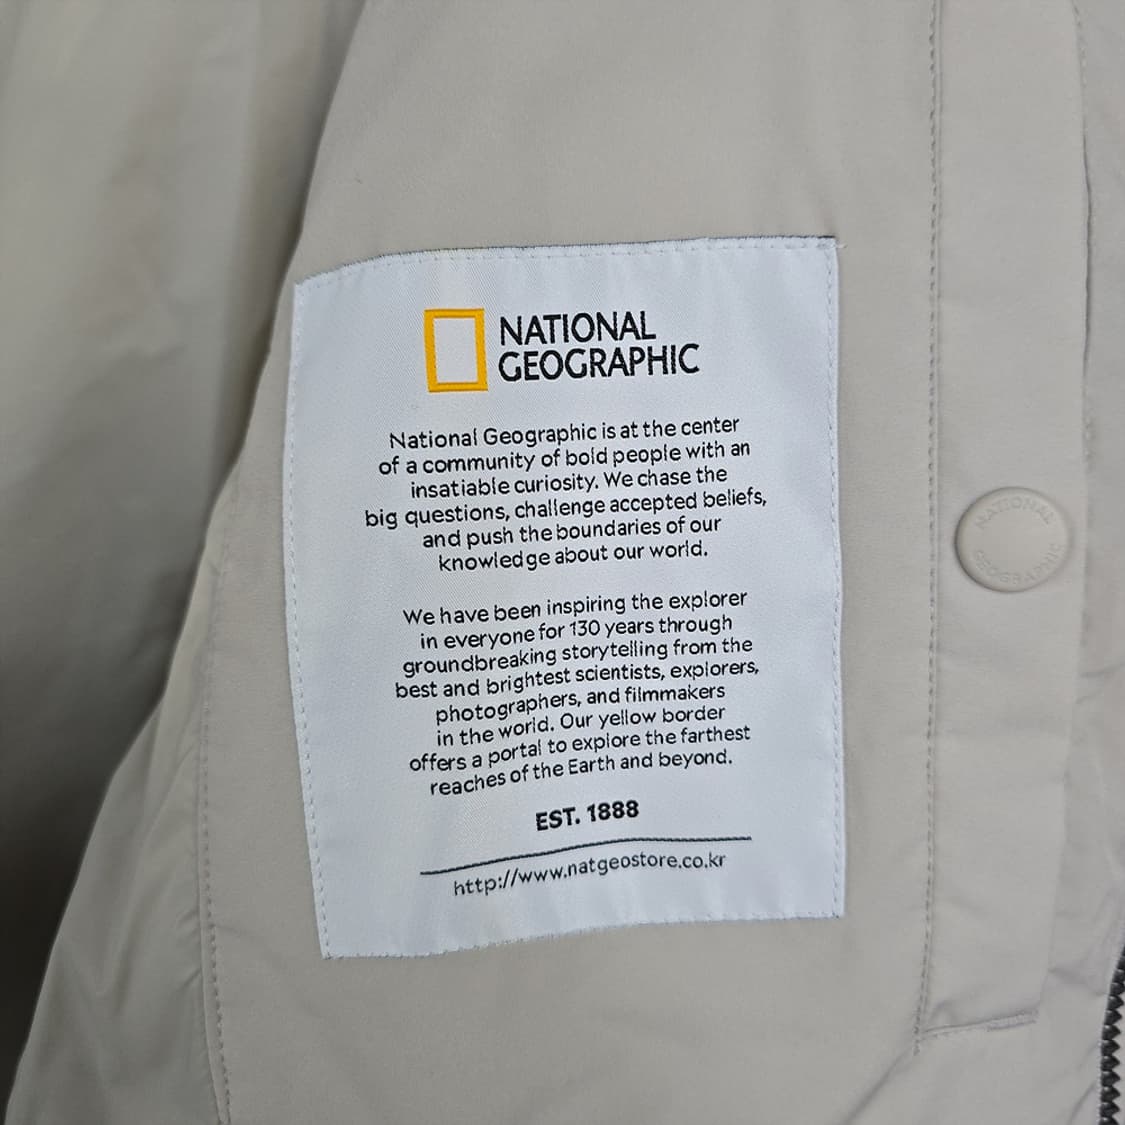 NATIONAL
GEOGRAPHIC
National Geographic is at the center
of a community of bold people with an
insatiable curiosity. We chase the
big questions, challenge accepted beliefs,
and push the boundaries of our
knowledge about our world.
We have been inspiring the explorer
in everyone for 130 years through
groundbreaking storytelling from the
best and brightest scientists, explorers,
photographers, and filmmakers
in the world. Our yellow border
offers a portal to explore the farthest
reaches of the Earth and beyond.
EST. 1888
http://www.natgeostore.co.kr
NATIONAL
GEOGRAPHIC